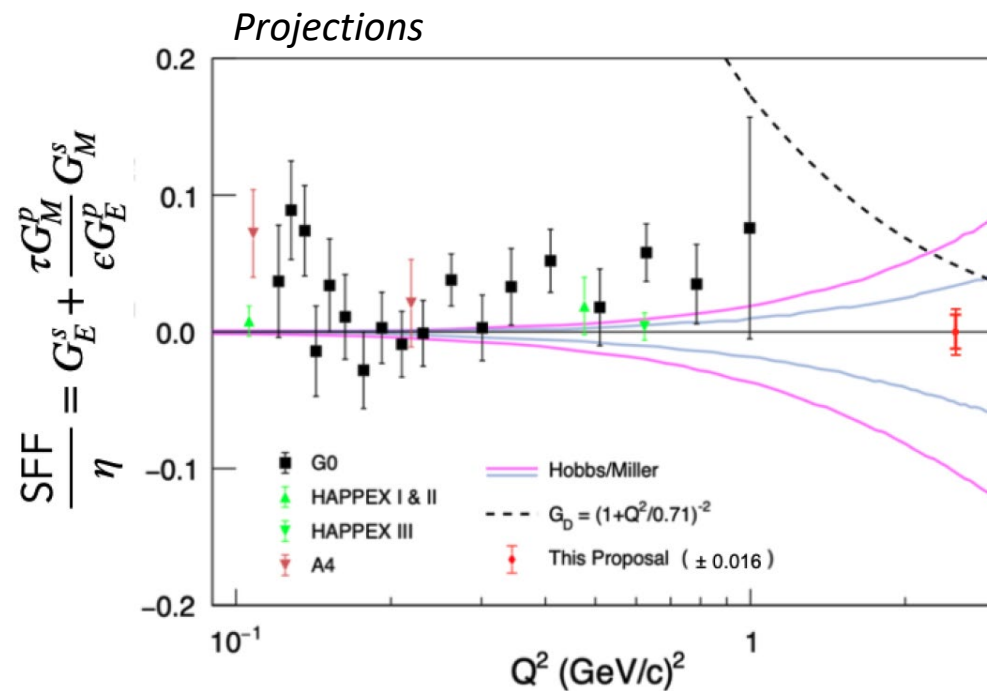 Projections
SFF/η = G_E^s + τG_M^p/ϵG_E^p G_M^s
0.2
0.1
0.0
−0.1
−0.2
G0
HAPPEX I & II
HAPPEX III
A4
Hobbs/Miller
G_D = (1+Q²/0.71)⁻²
This Proposal ( ± 0.016 )
10⁻¹
1
Q² (GeV/c)²